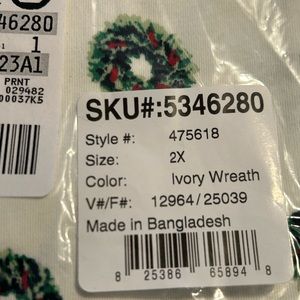 46280
1
23A1
PRNT
029482
00037K5
SKU#:5346280
Style #: 475618
Size: 2X
Color: Ivory Wreath
V#/F#: 12964/25039
Made in Bangladesh
8 25386 65894 8